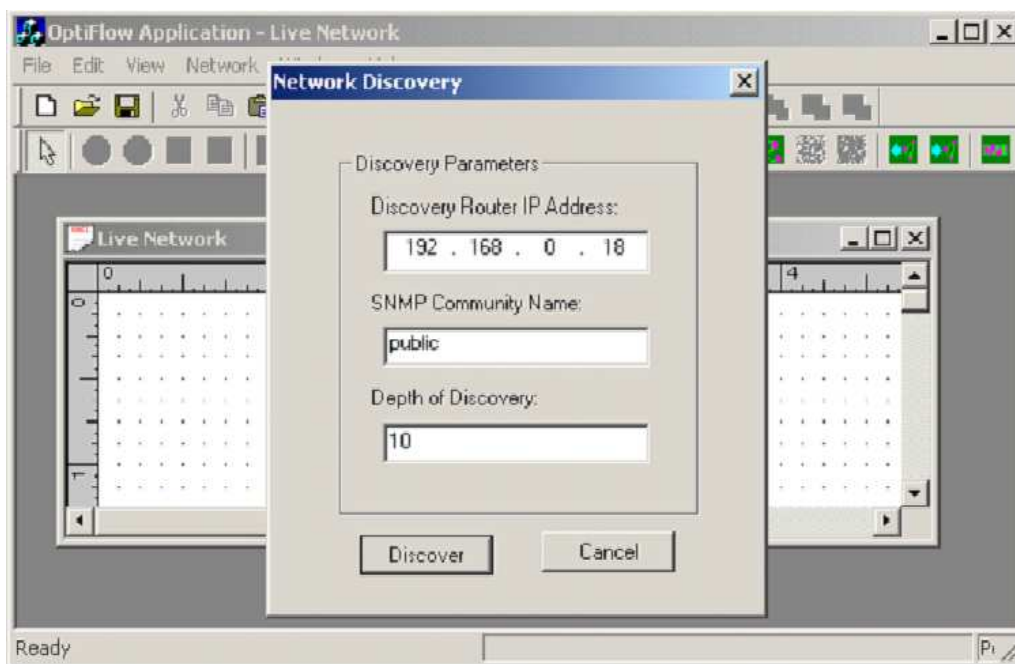 OptiFlow Application - Live Network
File Edit View Network
Network Discovery
Discovery Parameters
Discovery Router IP Address:
192 . 168 . 0 . 18
SNMP Community Name:
public
Depth of Discovery:
10
Discover Cancel
Live Network
0 4
0
1
Ready